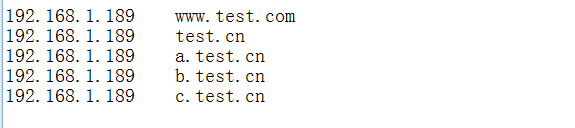 192.168.1.189    www.test.com
192.168.1.189    test.cn
192.168.1.189    a.test.cn
192.168.1.189    b.test.cn
192.168.1.189    c.test.cn